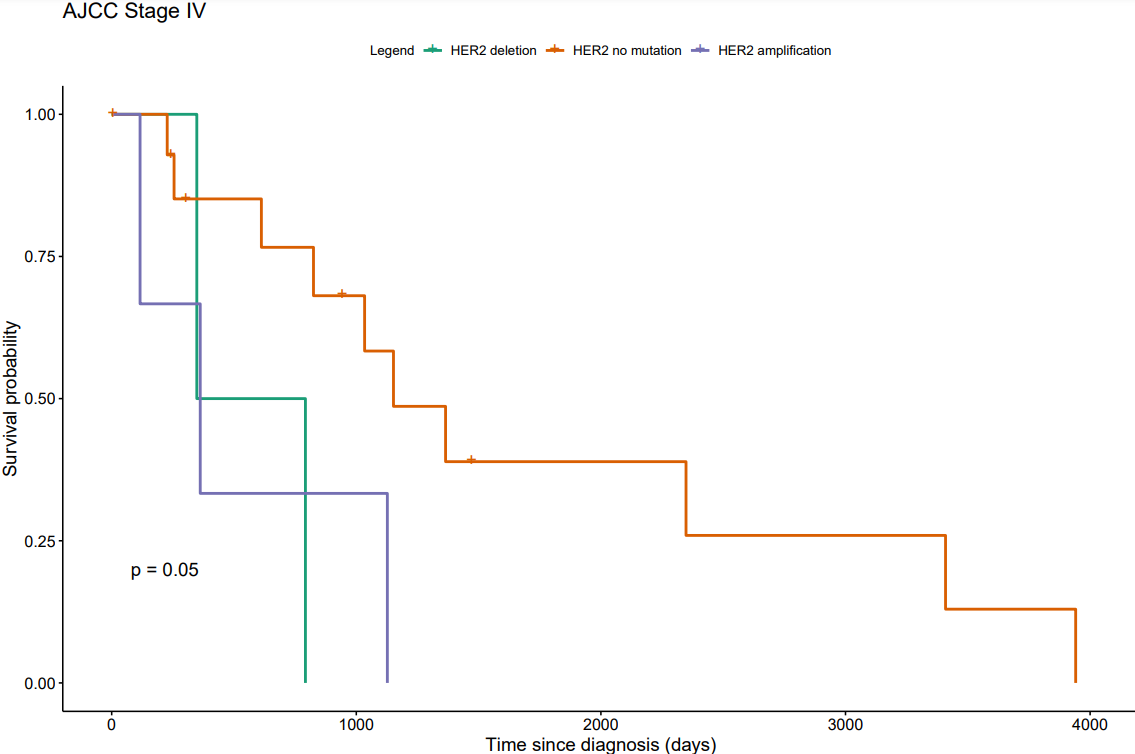 AJCC Stage IV
Legend HER2 deletion HER2 no mutation HER2 amplification
Survival probability
1.00
0.75
0.50
0.25
0.00
p = 0.05
0 1000 2000 3000 4000
Time since diagnosis (days)